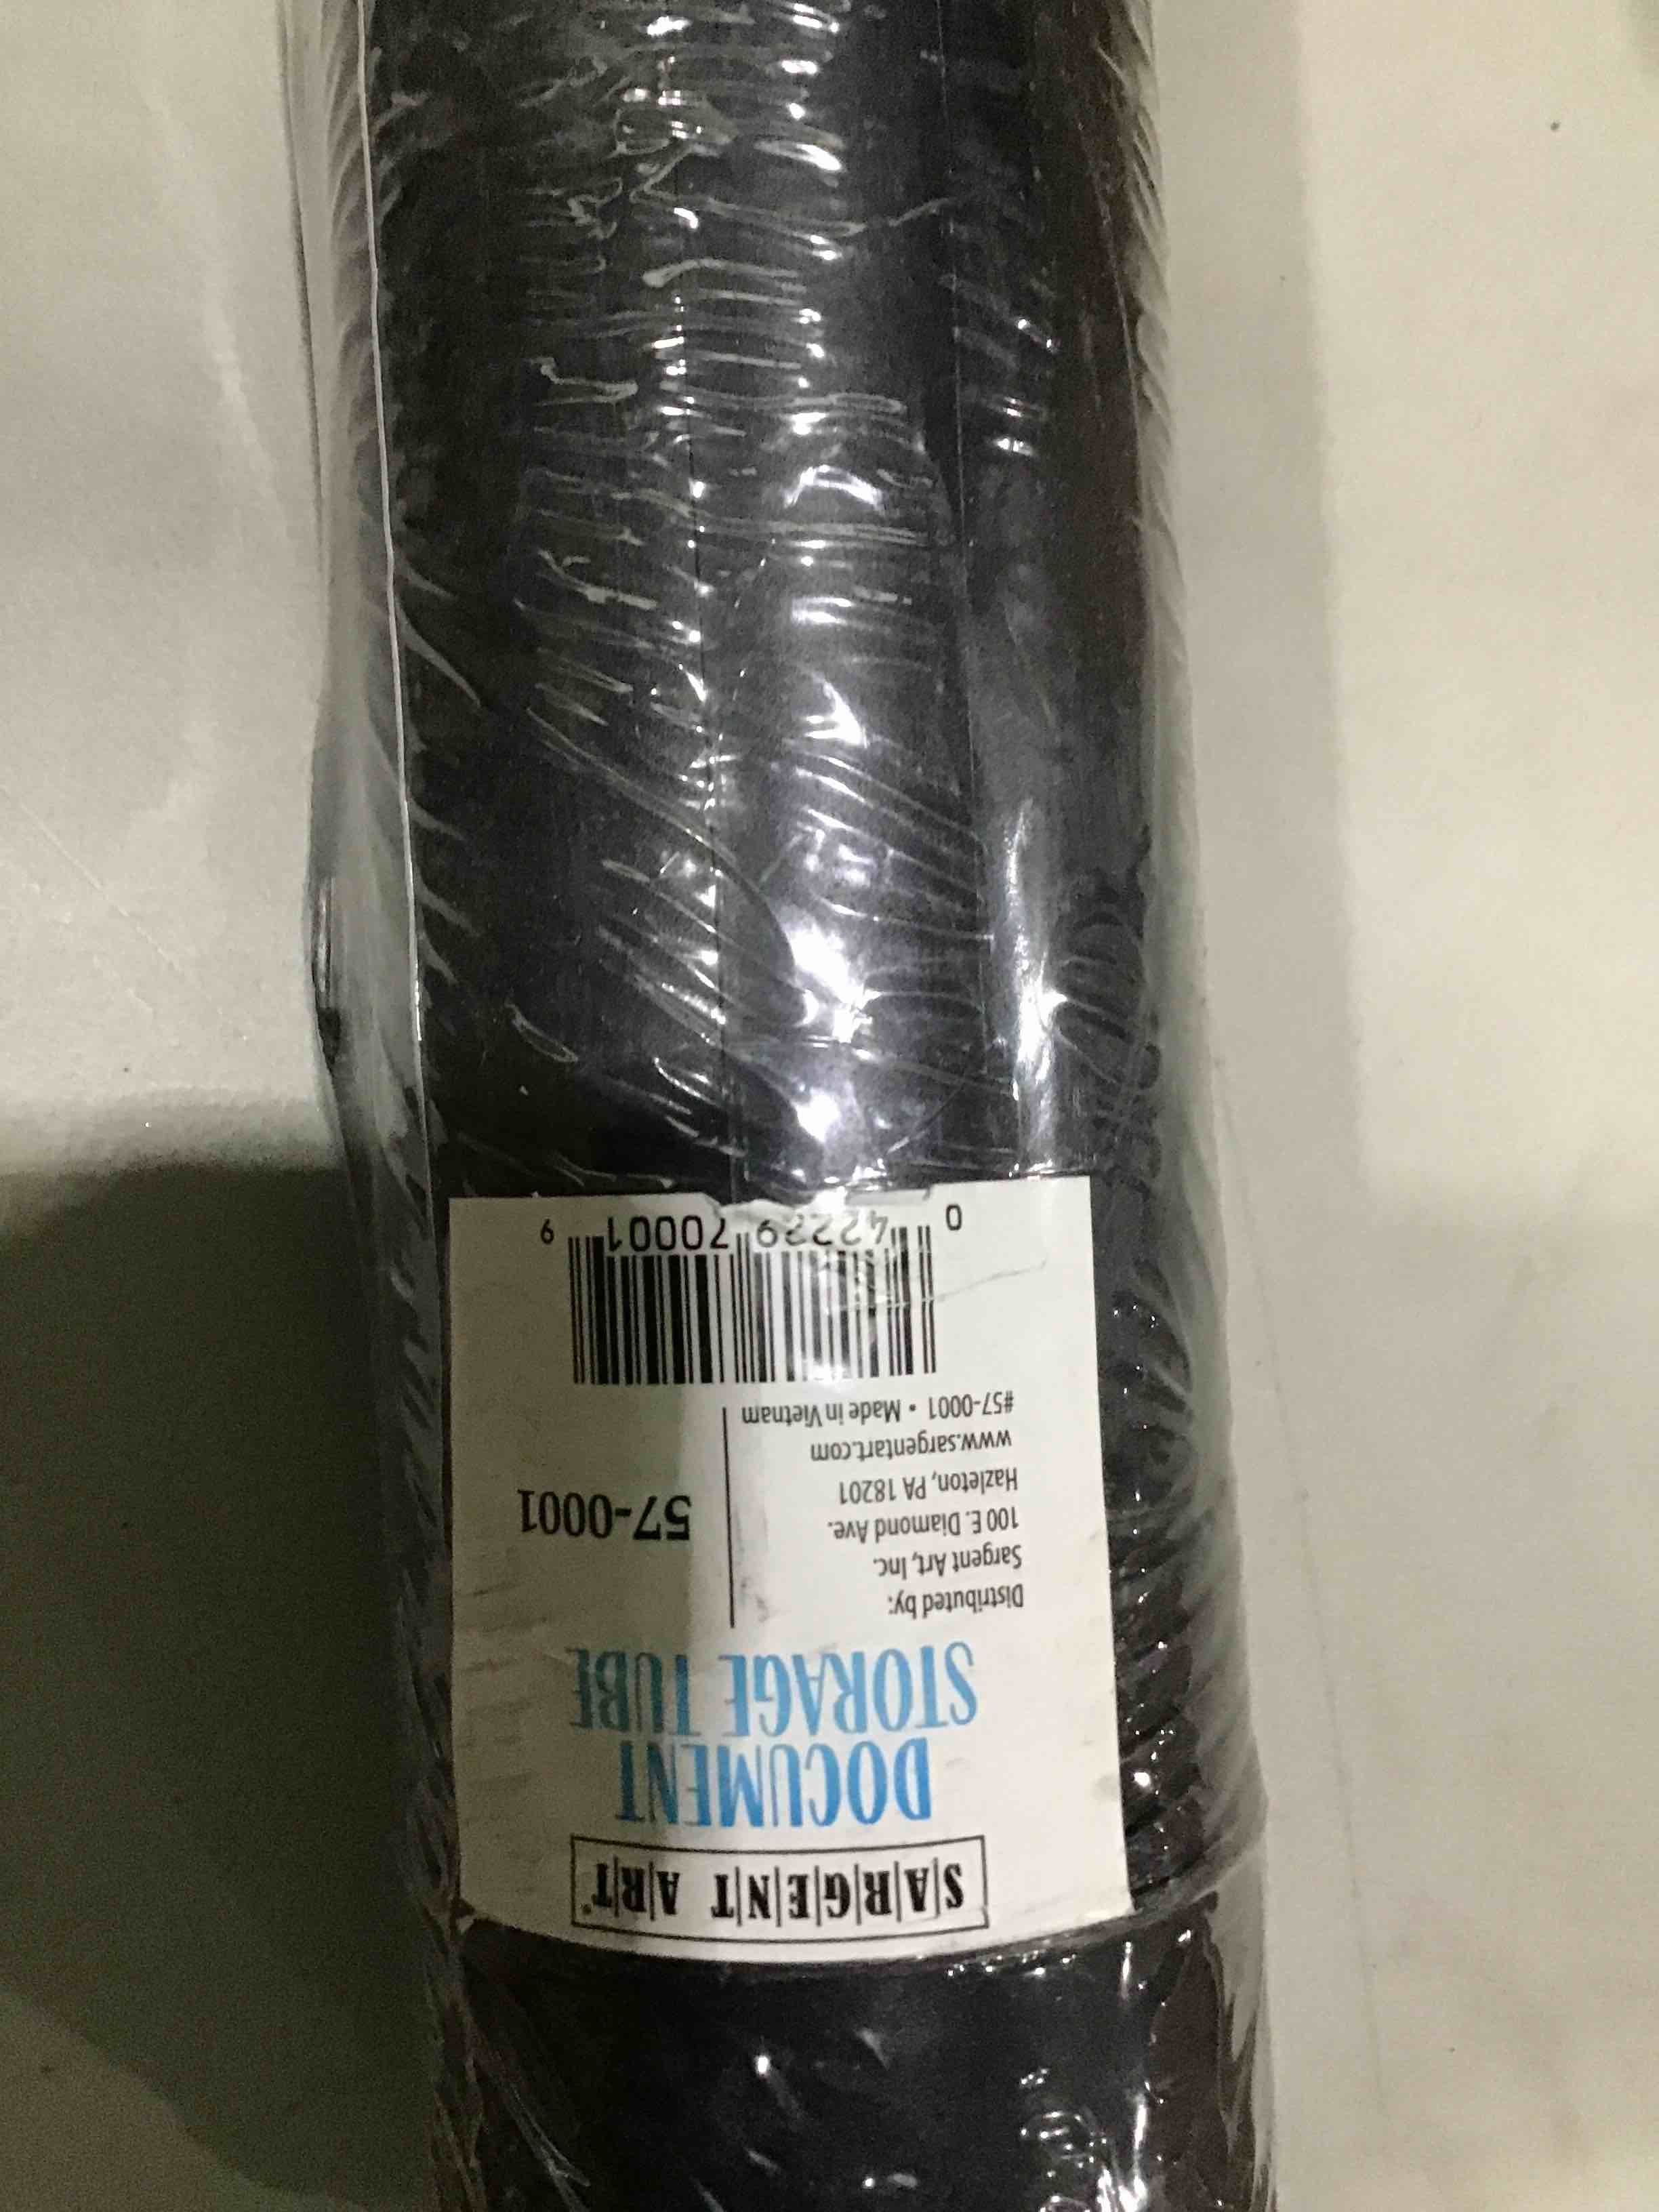 SARGENT ART®
DOCUMENT
STORAGE TUBE
Distributed by:
Sargent Art, Inc.
100 E. Diamond Ave.
Hazleton, PA 18201
www.sargentart.com
#57-0001 • Made in Vietnam
57-0001
0 42229 70001 9